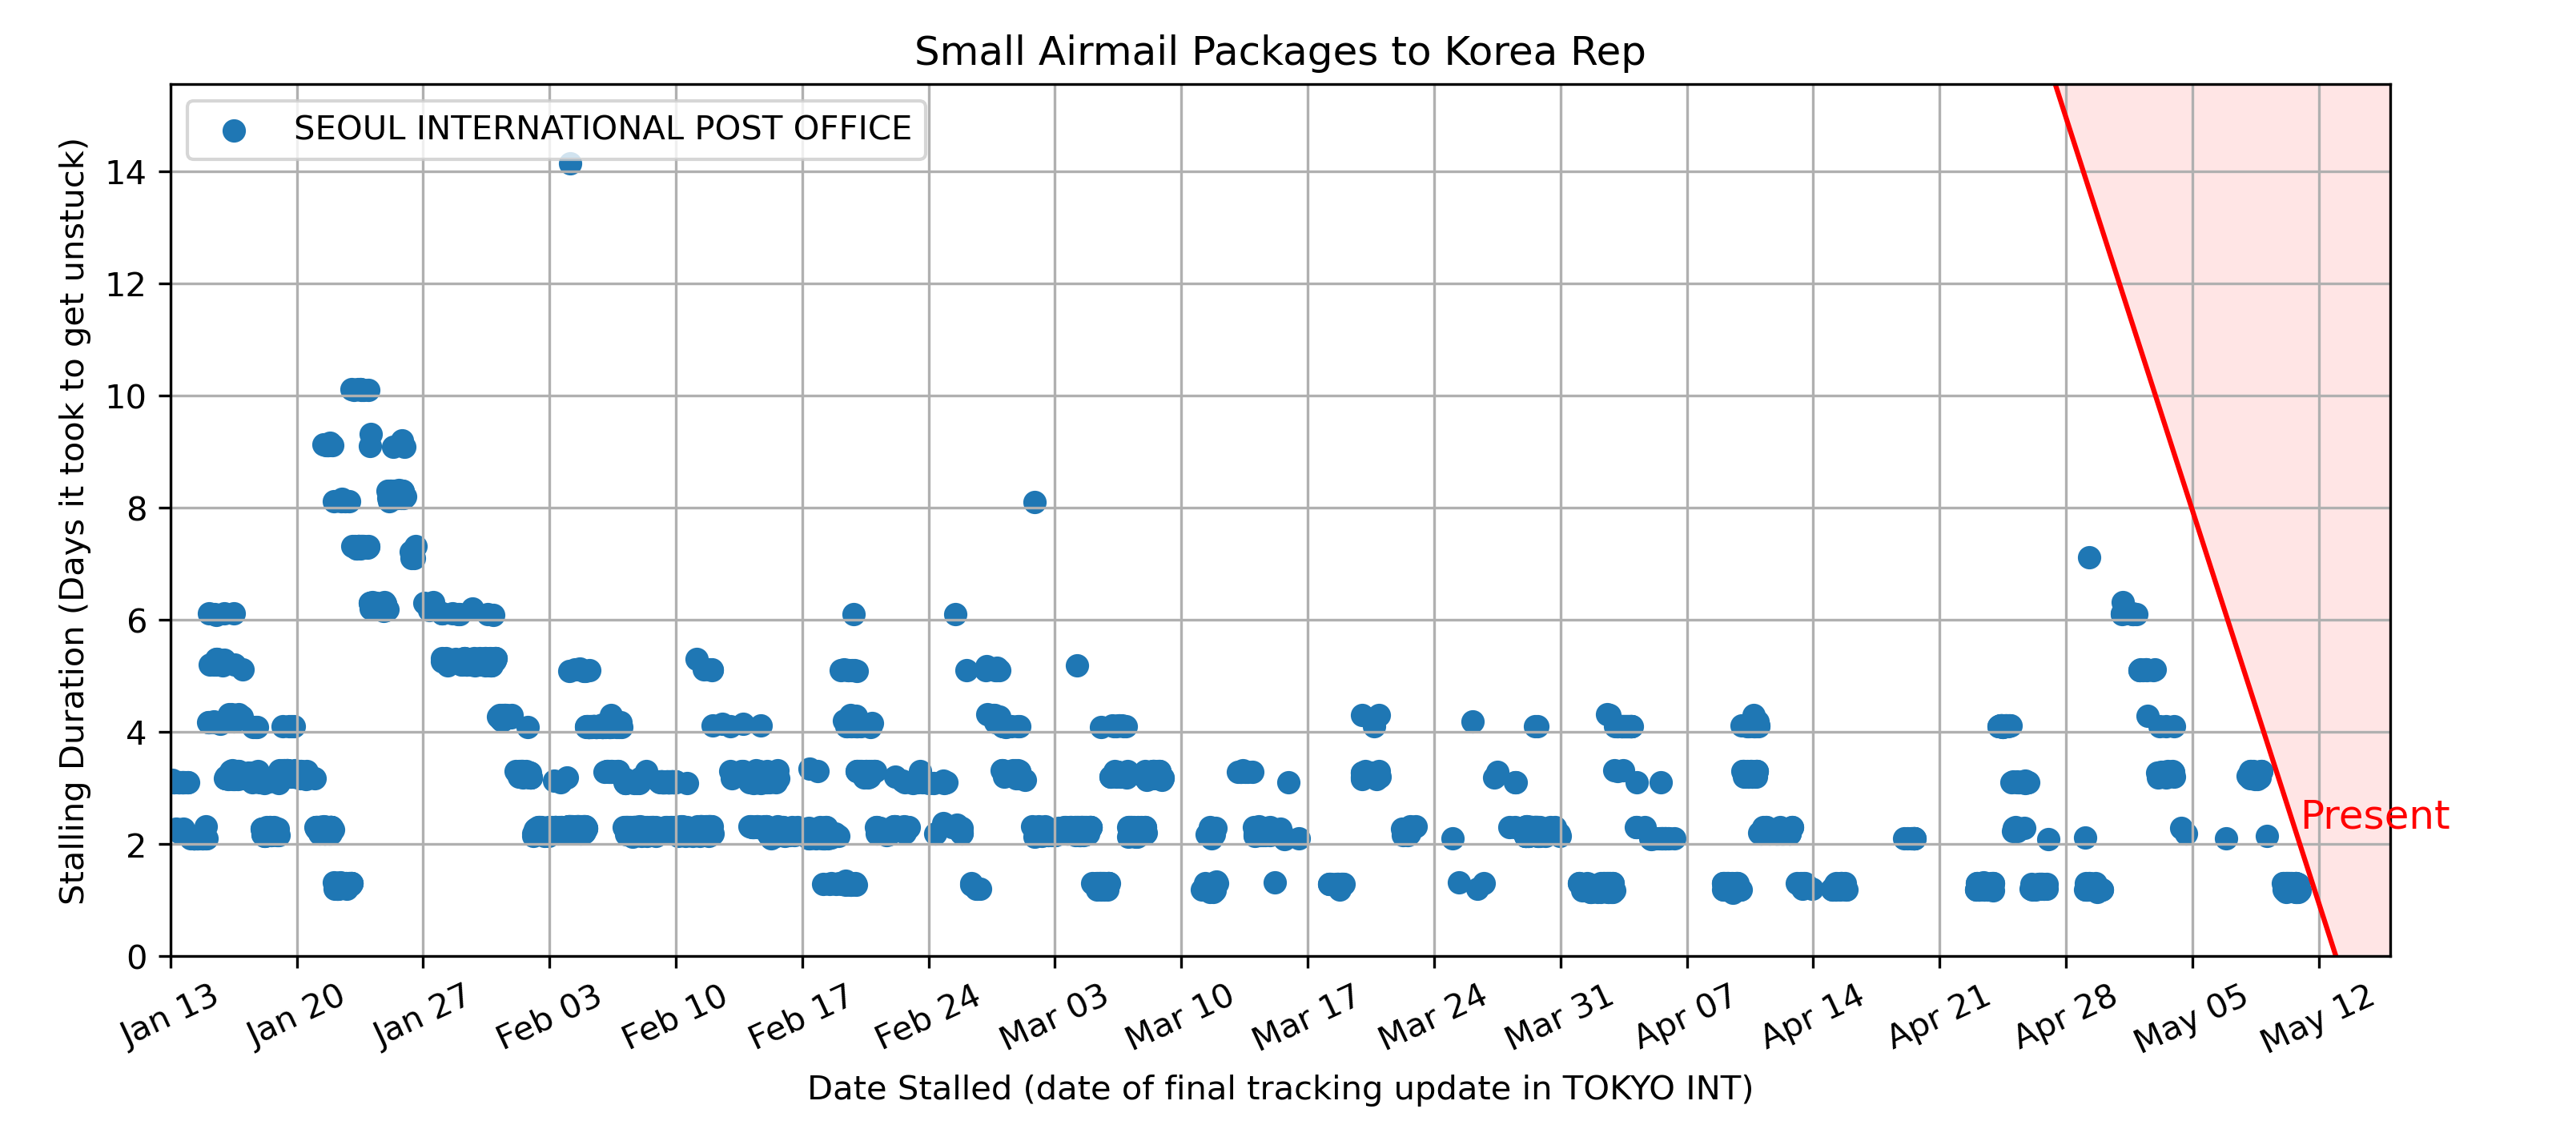 Small Airmail Packages to Korea Rep
SEOUL INTERNATIONAL POST OFFICE
Stalling Duration (Days it took to get unstuck)
14
12
10
8
6
4
2
0
Present
Jan 13
Jan 20
Jan 27
Feb 03
Feb 10
Feb 17
Feb 24
Mar 03
Mar 10
Mar 17
Mar 24
Mar 31
Apr 07
Apr 14
Apr 21
Apr 28
May 05
May 12
Date Stalled (date of final tracking update in TOKYO INT)